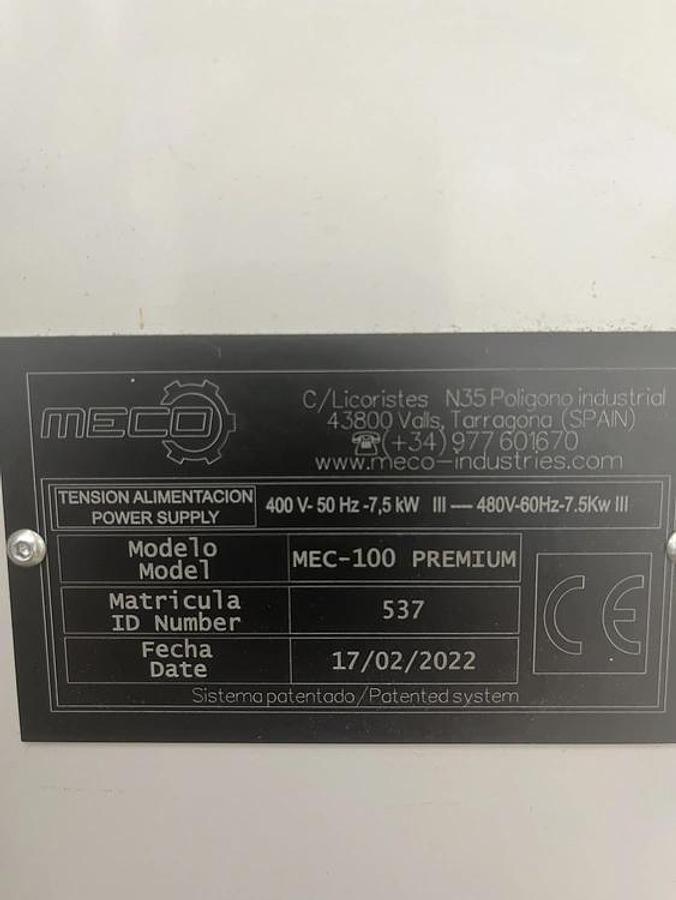 MECO
C/Licoristes N35 Poligono industrial
43800 Valls, Tarragona (SPAIN)
☎(+34) 977 601670
www.meco-industries.com
TENSION ALIMENTACION
POWER SUPPLY
400 V- 50 Hz -7,5 kW III --- 480V-60Hz-7.5Kw III
Modelo
Model
MEC-100 PREMIUM
Matricula
ID Number
537
Fecha
Date
17/02/2022
CE
Sistema patentado/Patented system